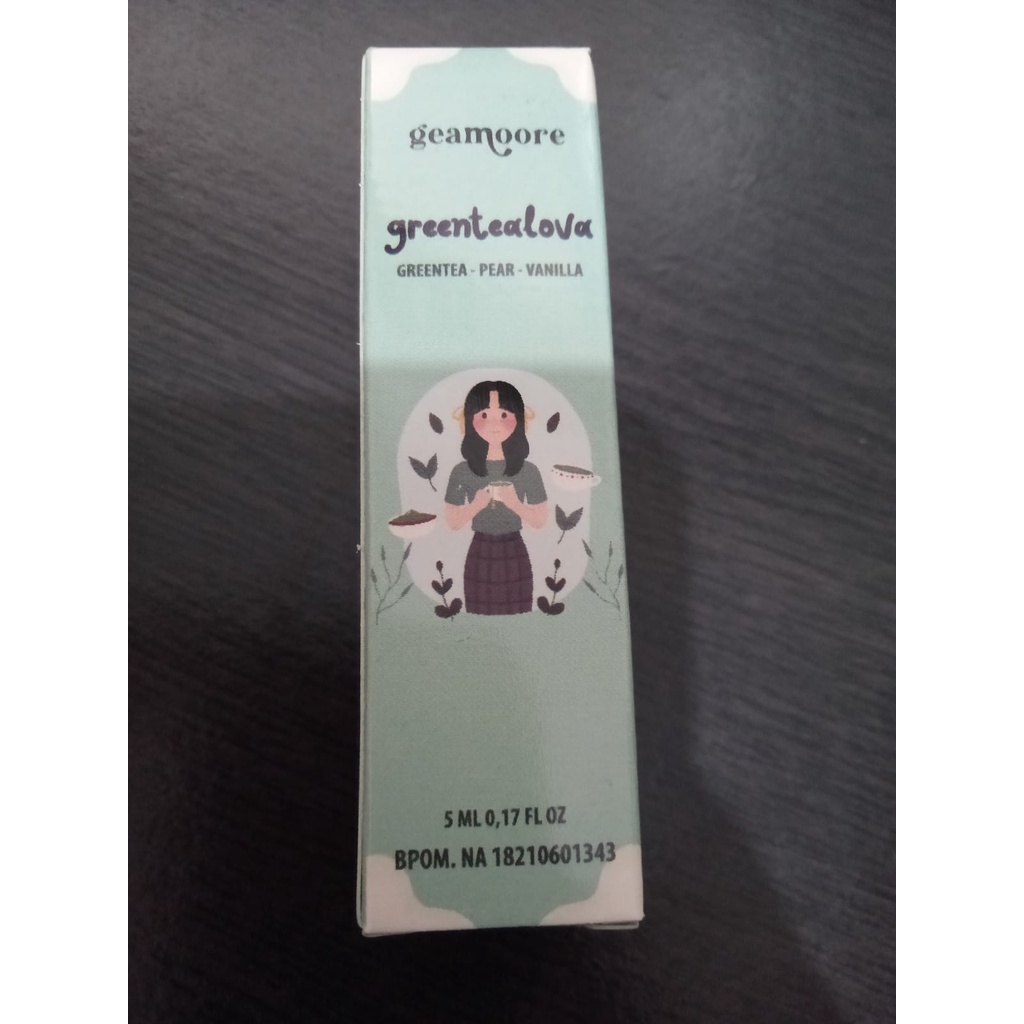 geamoore
greentealova
GREENTEA - PEAR - VANILLA
5 ML 0,17 FL OZ
BPOM. NA 18210601343